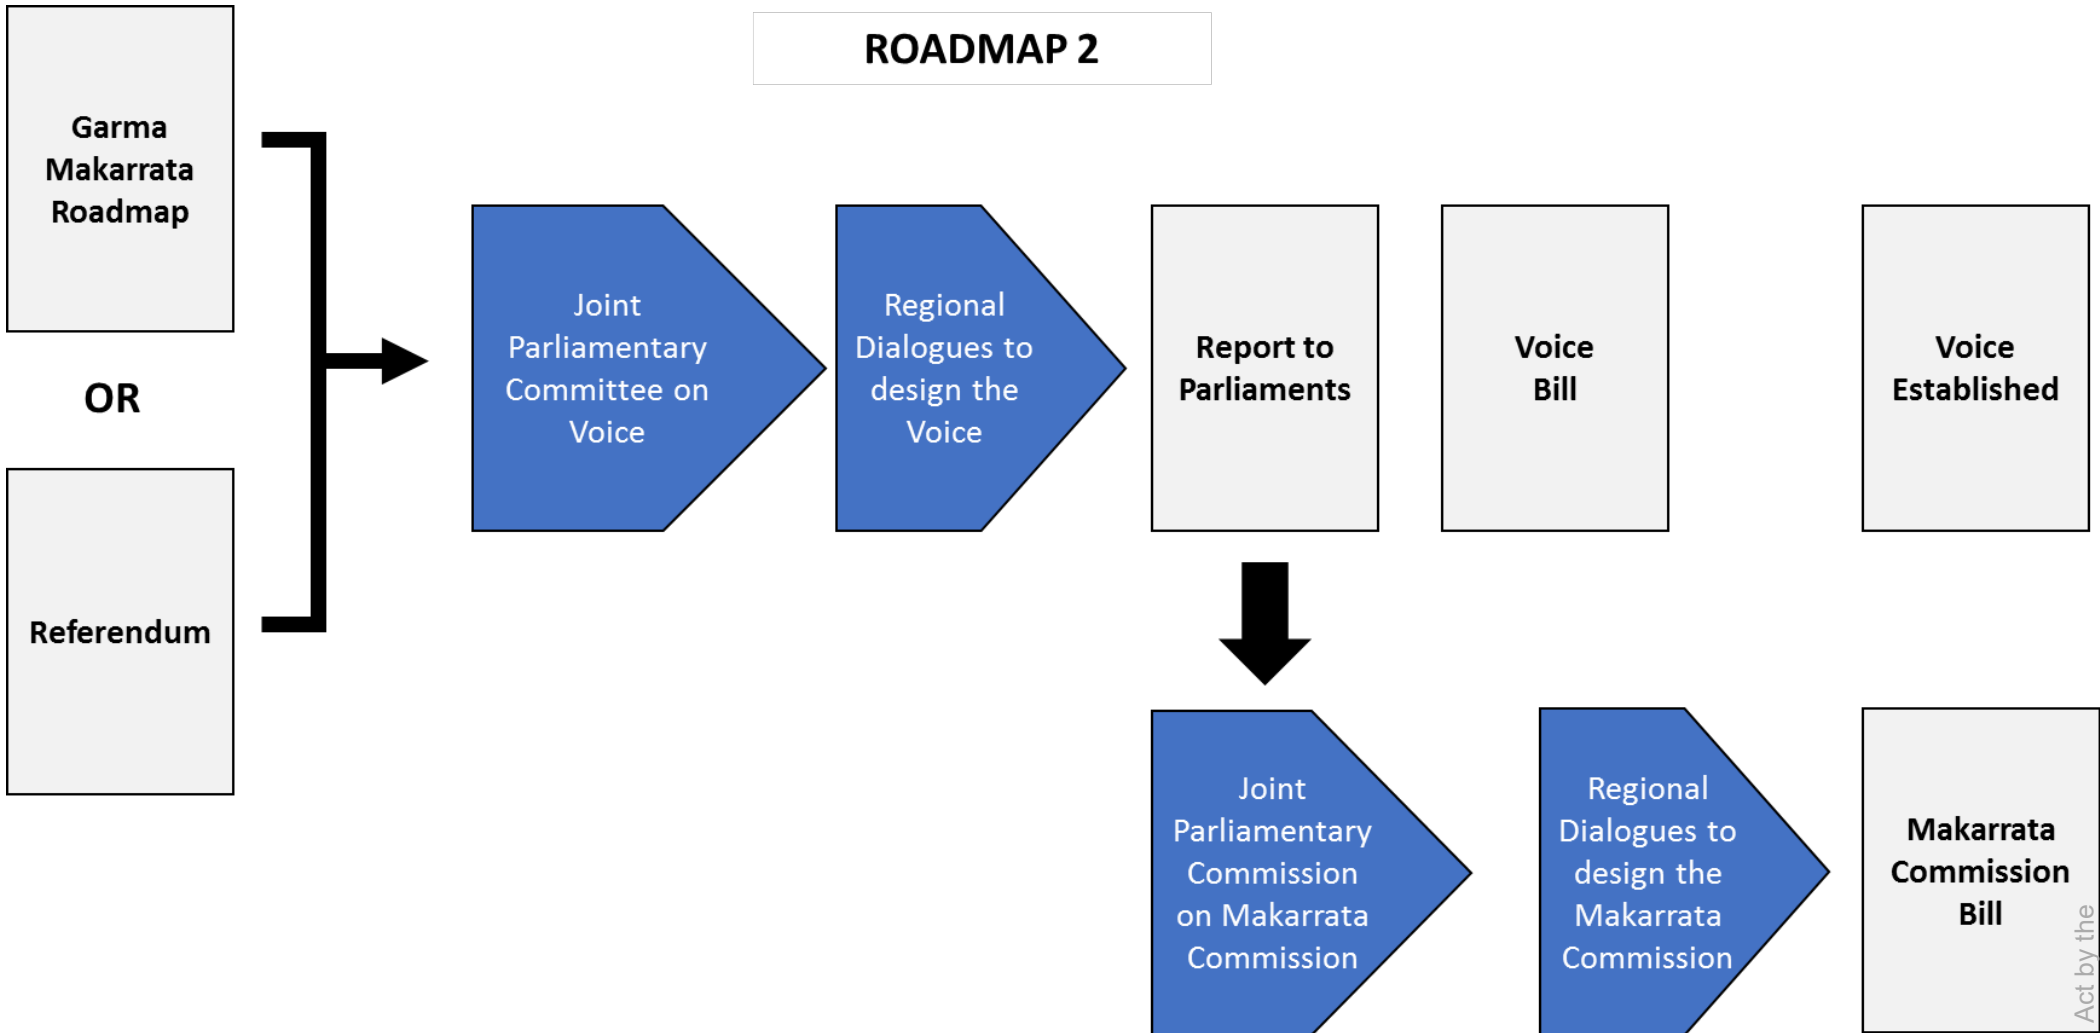 ROADMAP 2
Garma
Makarrata
Roadmap
OR
Referendum
Joint
Parliamentary
Committee on
Voice
Regional
Dialogues to
design the
Voice
Report to
Parliaments
Voice
Bill
Voice
Established
Joint
Parliamentary
Commission
on Makarrata
Commission
Regional
Dialogues to
design the
Makarrata
Commission
Makarrata
Commission
Bill
Act by the